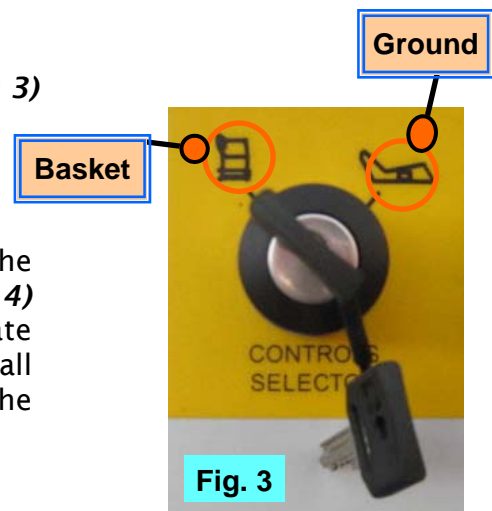 Ground
3)
Basket
he
4)
ate
all
he
CONTROLS
SELECTOR
Fig. 3